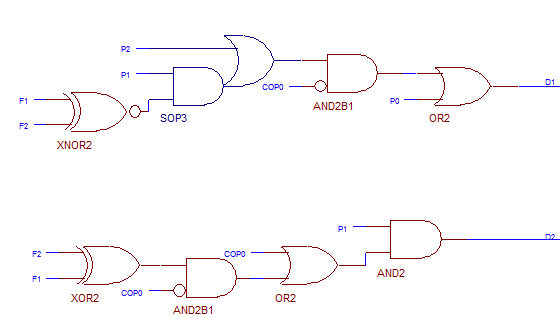 P2
P1
F1
F2
XNOR2
SOP3
COP0
AND2B1
P0
OR2
D1
F2
F1
XOR2
COP0
AND2B1
COP0
OR2
P1
AND2
D2